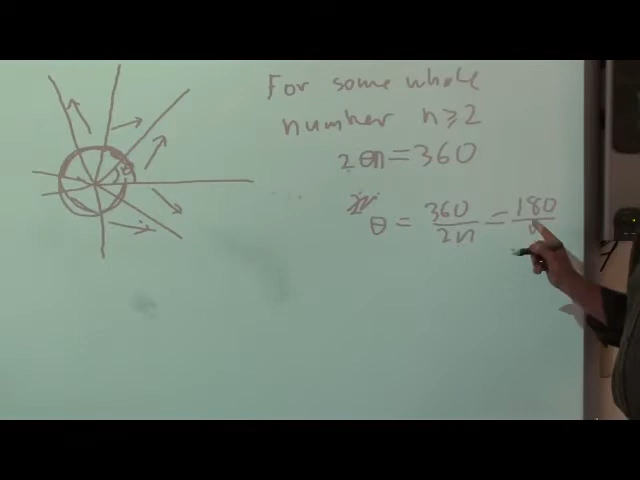 For some whole
number n ≥ 2
2θn = 360
θ = 360/2n = 180/n
θ